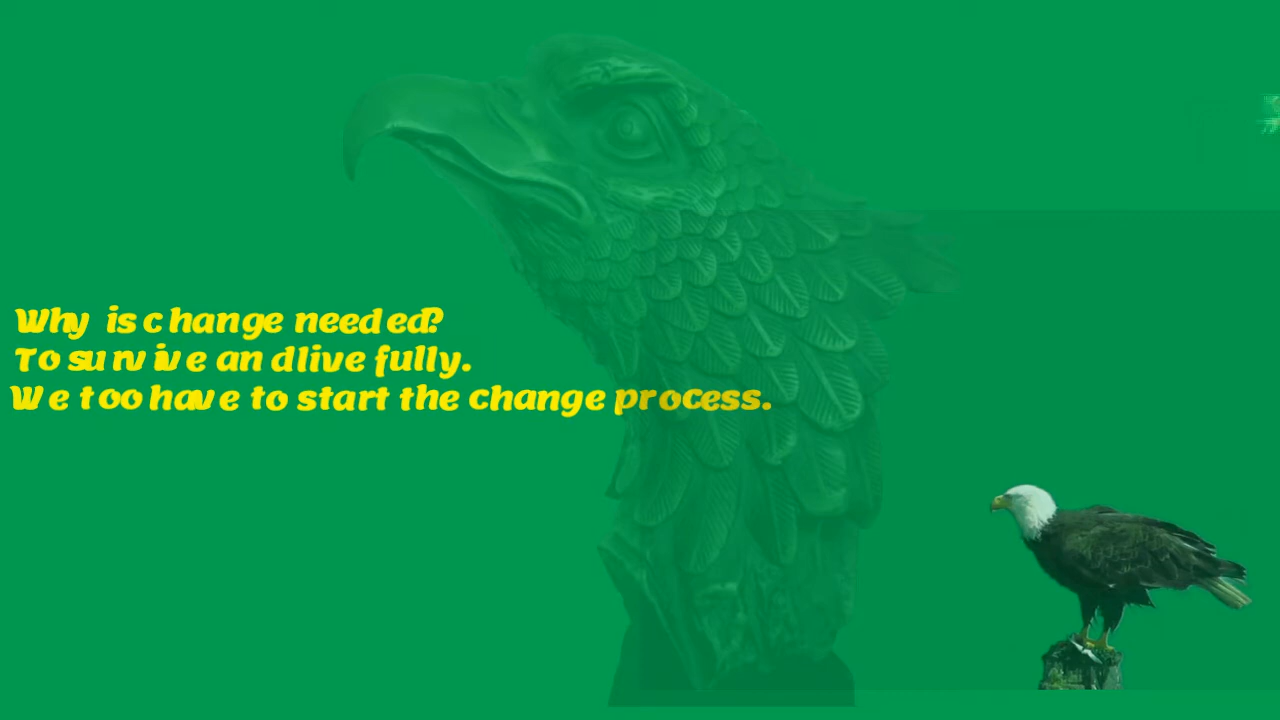 Why is change needed?
To survive and live fully.
We too have to start the change process.